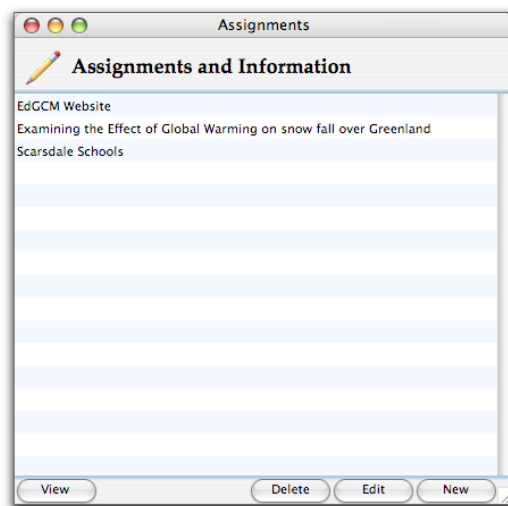 Assignments
Assignments and Information
EdGCM Website
Examining the Effect of Global Warming on snow fall over Greenland
Scarsdale Schools
View Delete Edit New